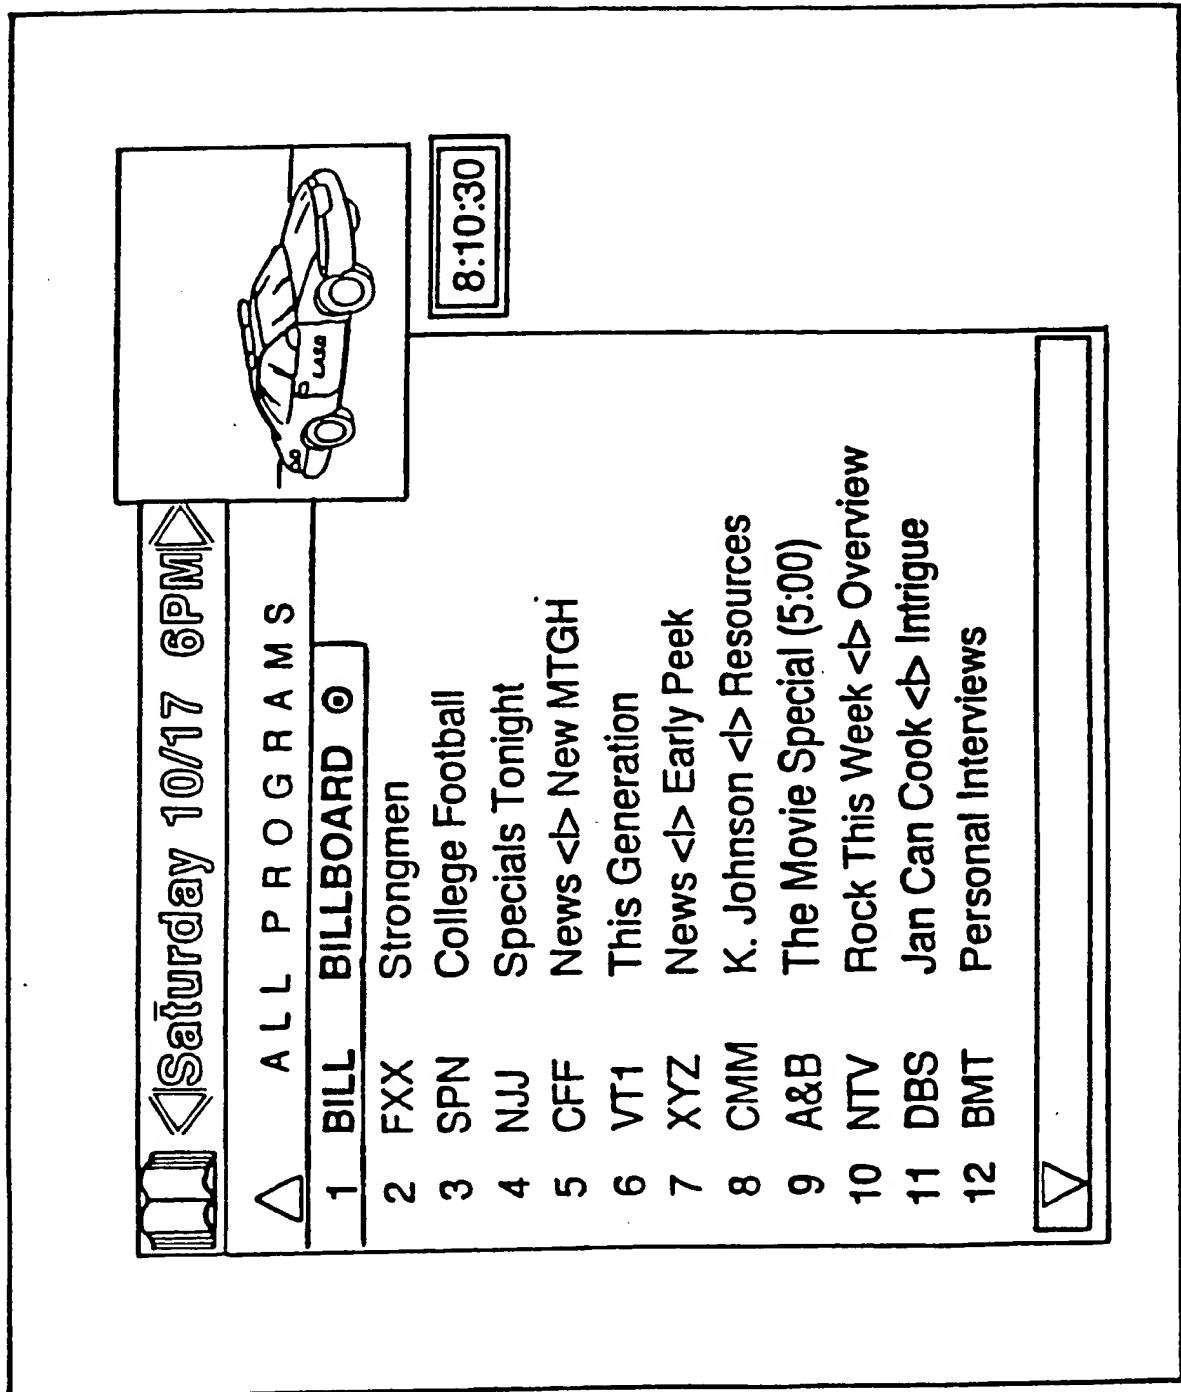 Saturday 10/17 6PM
ALL PROGRAMS
1 BILL BILLBOARD
2 FXX Strongmen
3 SPN College Football
4 NJJ Specials Tonight
5 CFF News <|> New MTGH
6 VT1 This Generation
7 XYZ News <|> Early Peek
8 CMM K. Johnson <|> Resources
9 A&B The Movie Special (5:00)
10 NTV Rock This Week <|> Overview
11 DBS Jan Can Cook <|> Intrigue
12 BMT Personal Interviews
8:10:30